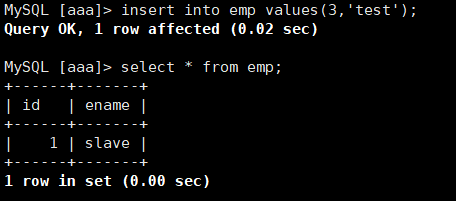 MySQL [aaa]> insert into emp values(3,'test');
Query OK, 1 row affected (0.02 sec)
MySQL [aaa]> select * from emp;
+------+-------+
| id   | ename |
+------+-------+
|    1 | slave |
+------+-------+
1 row in set (0.00 sec)